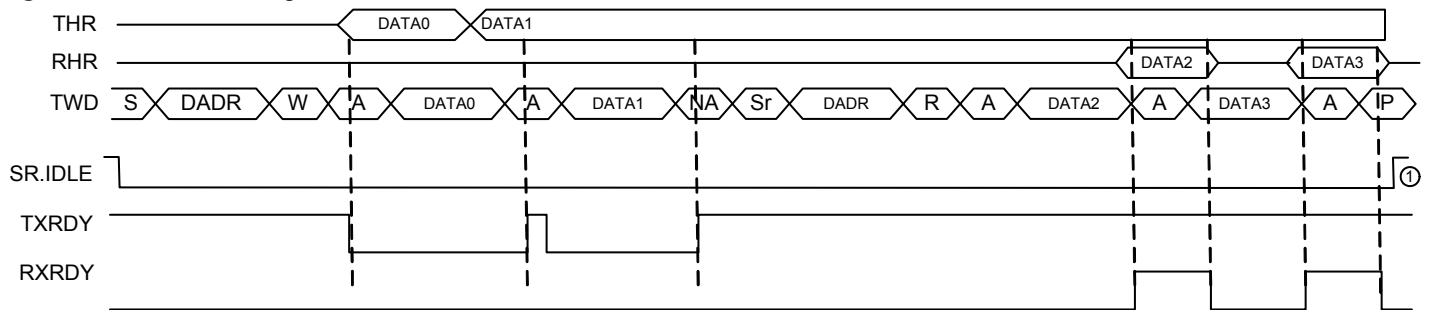 THR DATA0 DATA1
RHR DATA2 DATA3
TWD S DADR W A DATA0 A DATA1 NA Sr DADR R A DATA2 A DATA3 A P
SR.IDLE ①
TXRDY
RXRDY